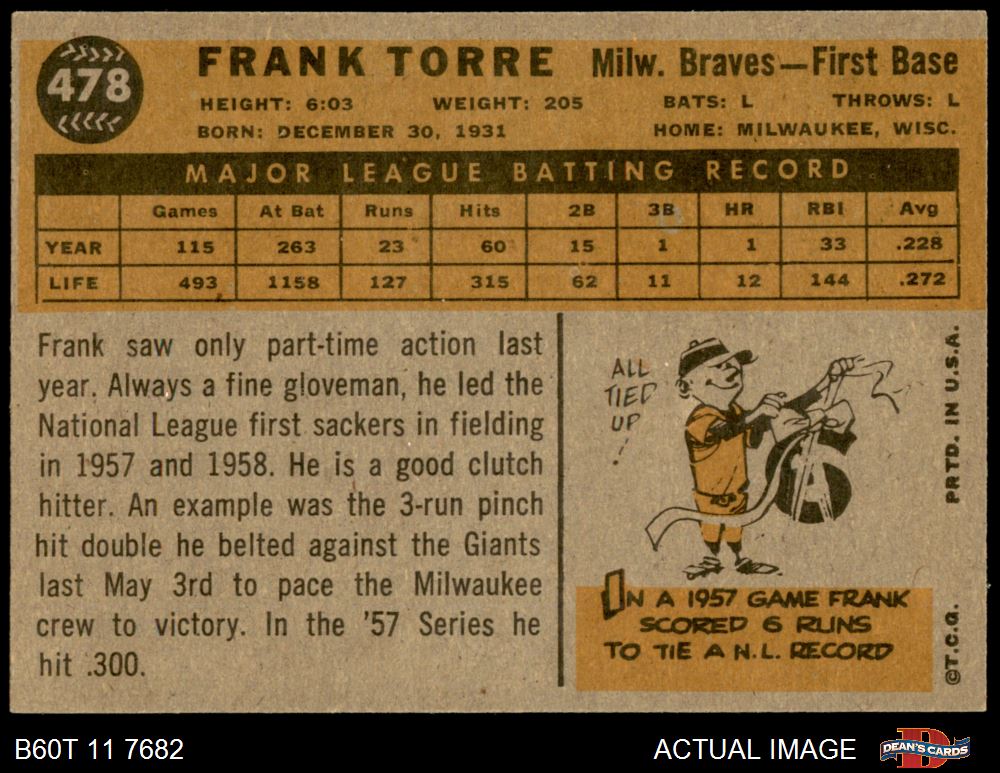 478
FRANK TORRE Milw. Braves—First Base
HEIGHT: 6:03 WEIGHT: 205 BATS: L THROWS: L
BORN: DECEMBER 30, 1931 HOME: MILWAUKEE, WISC.
MAJOR LEAGUE BATTING RECORD
Games At Bat Runs Hits 2B 3B HR RBI Avg
YEAR 115 263 23 60 15 1 1 33 .228
LIFE 493 1158 127 315 62 11 12 144 .272
Frank saw only part-time action last
year. Always a fine gloveman, he led the
National League first sackers in fielding
in 1957 and 1958. He is a good clutch
hitter. An example was the 3-run pinch
hit double he belted against the Giants
last May 3rd to pace the Milwaukee
crew to victory. In the '57 Series he
hit .300.
ALL
TIED
UP
!
6
IN A 1957 GAME FRANK
SCORED 6 RUNS
TO TIE A N.L. RECORD
©T.C.G. PRTD. IN U.S.A.
B60T 11 7682 ACTUAL IMAGE DEAN'S CARDS